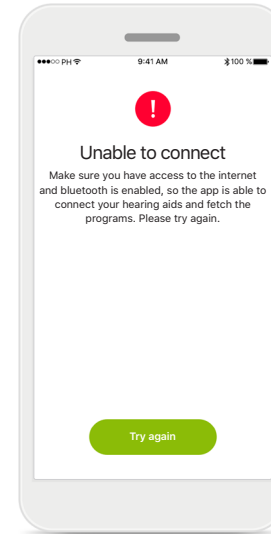 ●●●○○ PH 9:41 AM 100 %
!
Unable to connect
Make sure you have access to the internet
and bluetooth is enabled, so the app is able to
connect your hearing aids and fetch the
programs. Please try again.
Try again